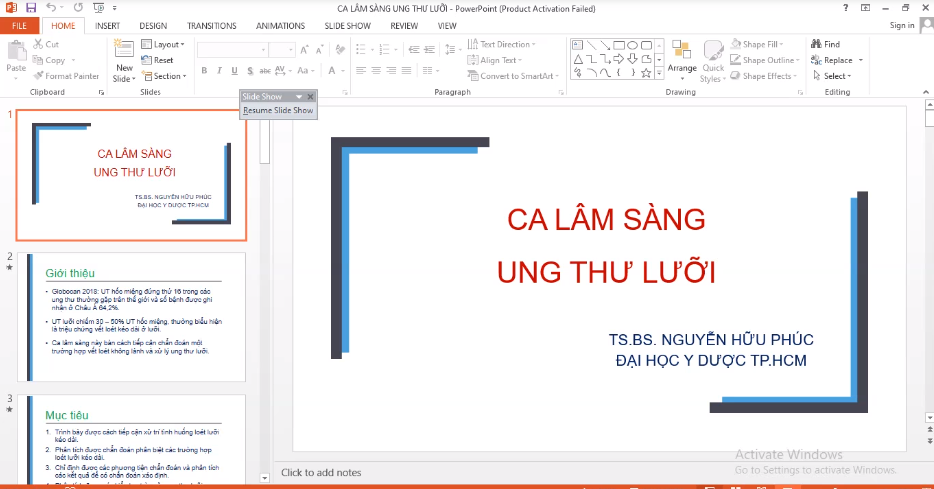 CA LÂM SÀNG UNG THƯ LƯỠI - PowerPoint (Product Activation Failed)
FILE HOME INSERT DESIGN TRANSITIONS ANIMATIONS SLIDE SHOW REVIEW VIEW Sign in
Paste
Cut
Copy
Format Painter
Clipboard
New Slide
Layout
Reset
Section
Slides
Text Direction
Align Text
Convert to SmartArt
Paragraph
Arrange
Quick Styles
Shape Fill
Shape Outline
Shape Effects
Drawing
Find
Replace
Select
Editing
Slide Show
Resume Slide Show
1
CA LÂM SÀNG
UNG THƯ LƯỠI
TS.BS. NGUYỄN HỮU PHÚC
ĐẠI HỌC Y DƯỢC TP.HCM
2
Giới thiệu
• Globocan 2018: UT hốc miệng đứng thứ 16 trong các
ung thư thường gặp trên thế giới và số bệnh được ghi
nhận ở Châu Á 64,2%.
• UT lưỡi chiếm 30 – 50% UT hốc miệng, thường biểu hiện
là triệu chứng vết loét kéo dài ở lưỡi.
• Ca lâm sàng này bàn cách tiếp cận chẩn đoán một
trường hợp vết loét không lành và xử lý ung thư lưỡi.
3
Mục tiêu
1. Trình bày được cách tiếp cận xử trí tình huống loét lưỡi
kéo dài.
2. Phân tích được chẩn đoán phân biệt các trường hợp
loét lưỡi kéo dài.
3. Chỉ định được các phương tiện chẩn đoán và phân tích
các kết quả để có chẩn đoán xác định.
CA LÂM SÀNG
UNG THƯ LƯỠI
TS.BS. NGUYỄN HỮU PHÚC
ĐẠI HỌC Y DƯỢC TP.HCM
Click to add notes
Activate Windows
Go to Settings to activate Windows.